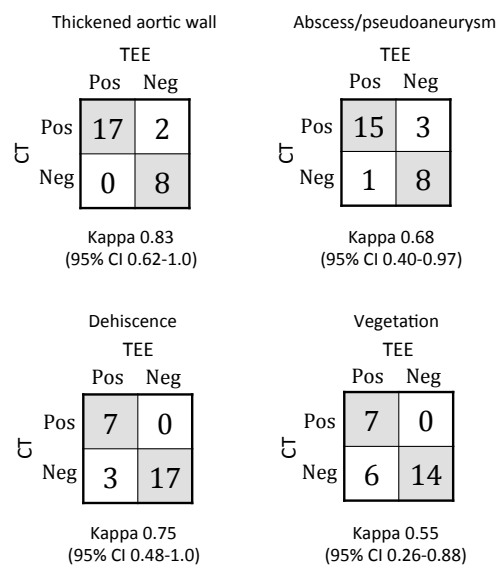 Thickened aortic wall
TEE
Pos Neg
CT
Pos 17 2
Neg 0 8
Kappa 0.83
(95% CI 0.62-1.0)
Abscess/pseudoaneurysm
TEE
Pos Neg
CT
Pos 15 3
Neg 1 8
Kappa 0.68
(95% CI 0.40-0.97)
Dehiscence
TEE
Pos Neg
CT
Pos 7 0
Neg 3 17
Kappa 0.75
(95% CI 0.48-1.0)
Vegetation
TEE
Pos Neg
CT
Pos 7 0
Neg 6 14
Kappa 0.55
(95% CI 0.26-0.88)